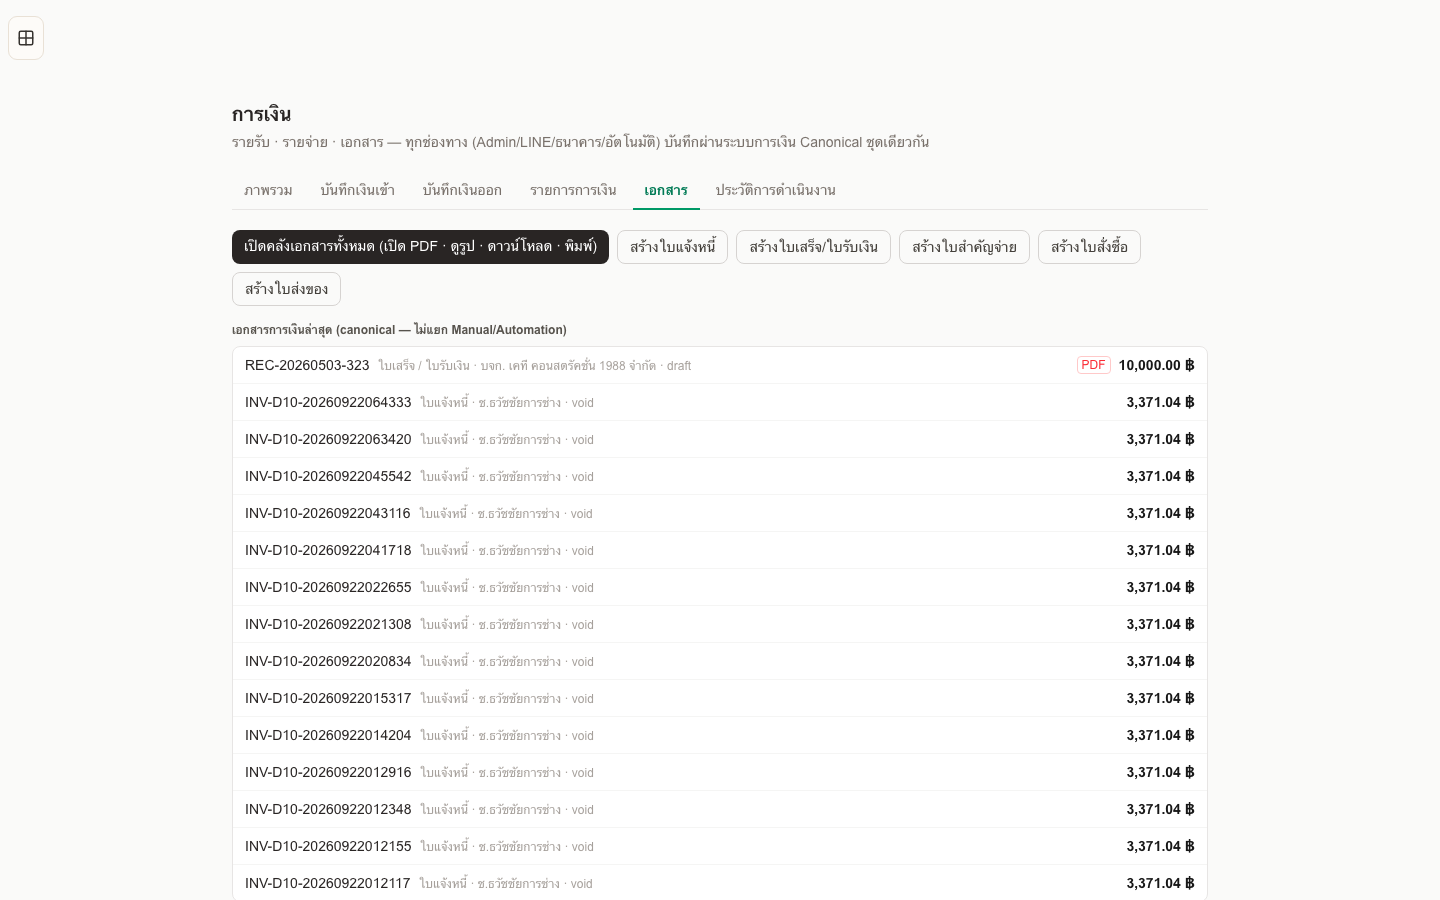 การเงิน
รายรับ · รายจ่าย · เอกสาร — ทุกช่องทาง (Admin/LINE/ธนาคาร/อัตโนมัติ) บันทึกผ่านระบบการเงิน Canonical ชุดเดียวกัน
ภาพรวม บันทึกเงินเข้า บันทึกเงินออก รายการการเงิน เอกสาร ประวัติการดำเนินงาน
เปิดคลังเอกสารทั้งหมด (เปิด PDF · ดูรูป · ดาวน์โหลด · พิมพ์) สร้างใบแจ้งหนี้ สร้างใบเสร็จ/ใบรับเงิน สร้างใบสำคัญจ่าย สร้างใบสั่งซื้อ
สร้างใบส่งของ
เอกสารการเงินล่าสุด (canonical — ไม่แยก Manual/Automation)
REC-20260503-323 ใบเสร็จ / ใบรับเงิน · บจก. เคที คอนสตรัคชั่น 1988 จำกัด · draft PDF 10,000.00 ฿
INV-D10-20260922064333 ใบแจ้งหนี้ · ช.ธวัชชัยการช่าง · void 3,371.04 ฿
INV-D10-20260922063420 ใบแจ้งหนี้ · ช.ธวัชชัยการช่าง · void 3,371.04 ฿
INV-D10-20260922045542 ใบแจ้งหนี้ · ช.ธวัชชัยการช่าง · void 3,371.04 ฿
INV-D10-20260922043116 ใบแจ้งหนี้ · ช.ธวัชชัยการช่าง · void 3,371.04 ฿
INV-D10-20260922041718 ใบแจ้งหนี้ · ช.ธวัชชัยการช่าง · void 3,371.04 ฿
INV-D10-20260922022655 ใบแจ้งหนี้ · ช.ธวัชชัยการช่าง · void 3,371.04 ฿
INV-D10-20260922021308 ใบแจ้งหนี้ · ช.ธวัชชัยการช่าง · void 3,371.04 ฿
INV-D10-20260922020834 ใบแจ้งหนี้ · ช.ธวัชชัยการช่าง · void 3,371.04 ฿
INV-D10-20260922015317 ใบแจ้งหนี้ · ช.ธวัชชัยการช่าง · void 3,371.04 ฿
INV-D10-20260922014204 ใบแจ้งหนี้ · ช.ธวัชชัยการช่าง · void 3,371.04 ฿
INV-D10-20260922012916 ใบแจ้งหนี้ · ช.ธวัชชัยการช่าง · void 3,371.04 ฿
INV-D10-20260922012348 ใบแจ้งหนี้ · ช.ธวัชชัยการช่าง · void 3,371.04 ฿
INV-D10-20260922012155 ใบแจ้งหนี้ · ช.ธวัชชัยการช่าง · void 3,371.04 ฿
INV-D10-20260922012117 ใบแจ้งหนี้ · ช.ธวัชชัยการช่าง · void 3,371.04 ฿